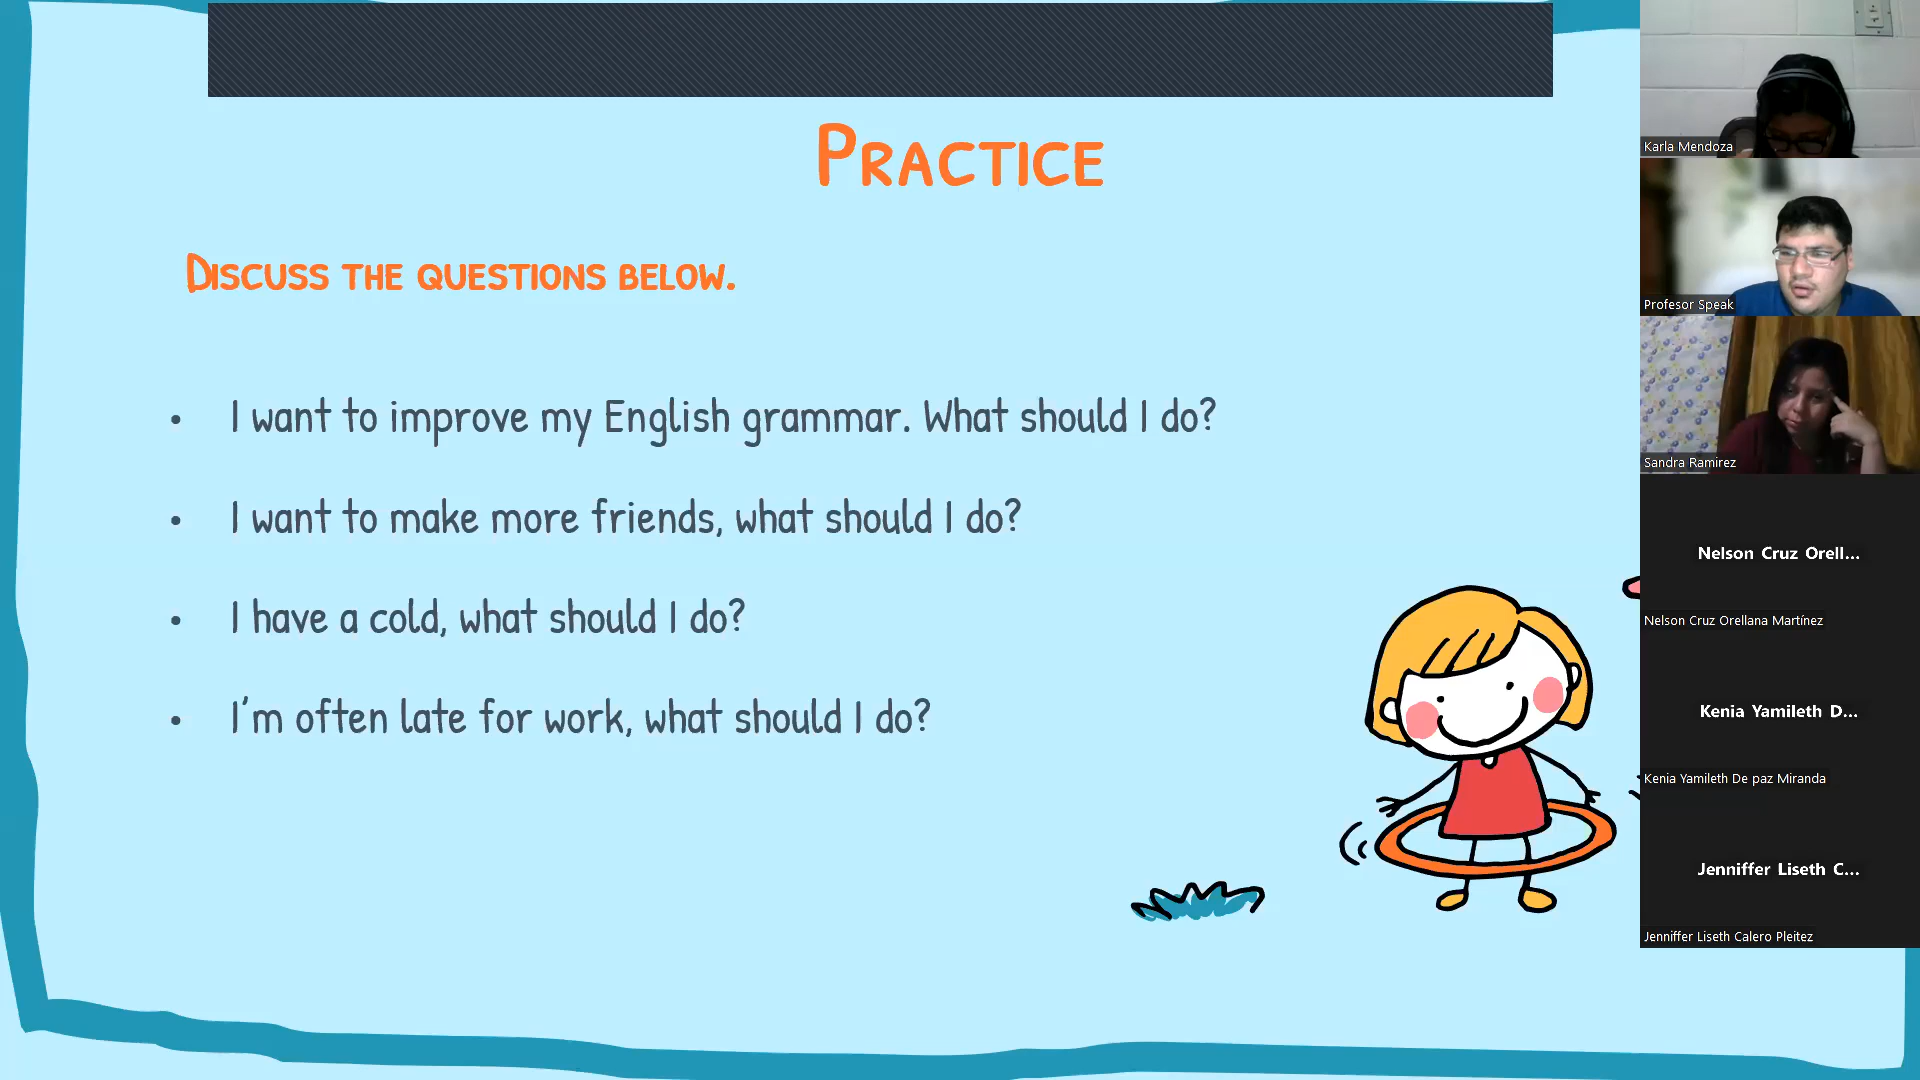 Practice
Discuss the questions below.
• I want to improve my English grammar. What should I do?
• I want to make more friends, what should I do?
• I have a cold, what should I do?
• I'm often late for work, what should I do?
Karla Mendoza
Profesor Speak
Sandra Ramirez
Nelson Cruz Orell...
Nelson Cruz Orellana Martínez
Kenia Yamileth D...
Kenia Yamileth De paz Miranda
Jenniffer Liseth C...
Jenniffer Liseth Calero Pleitez